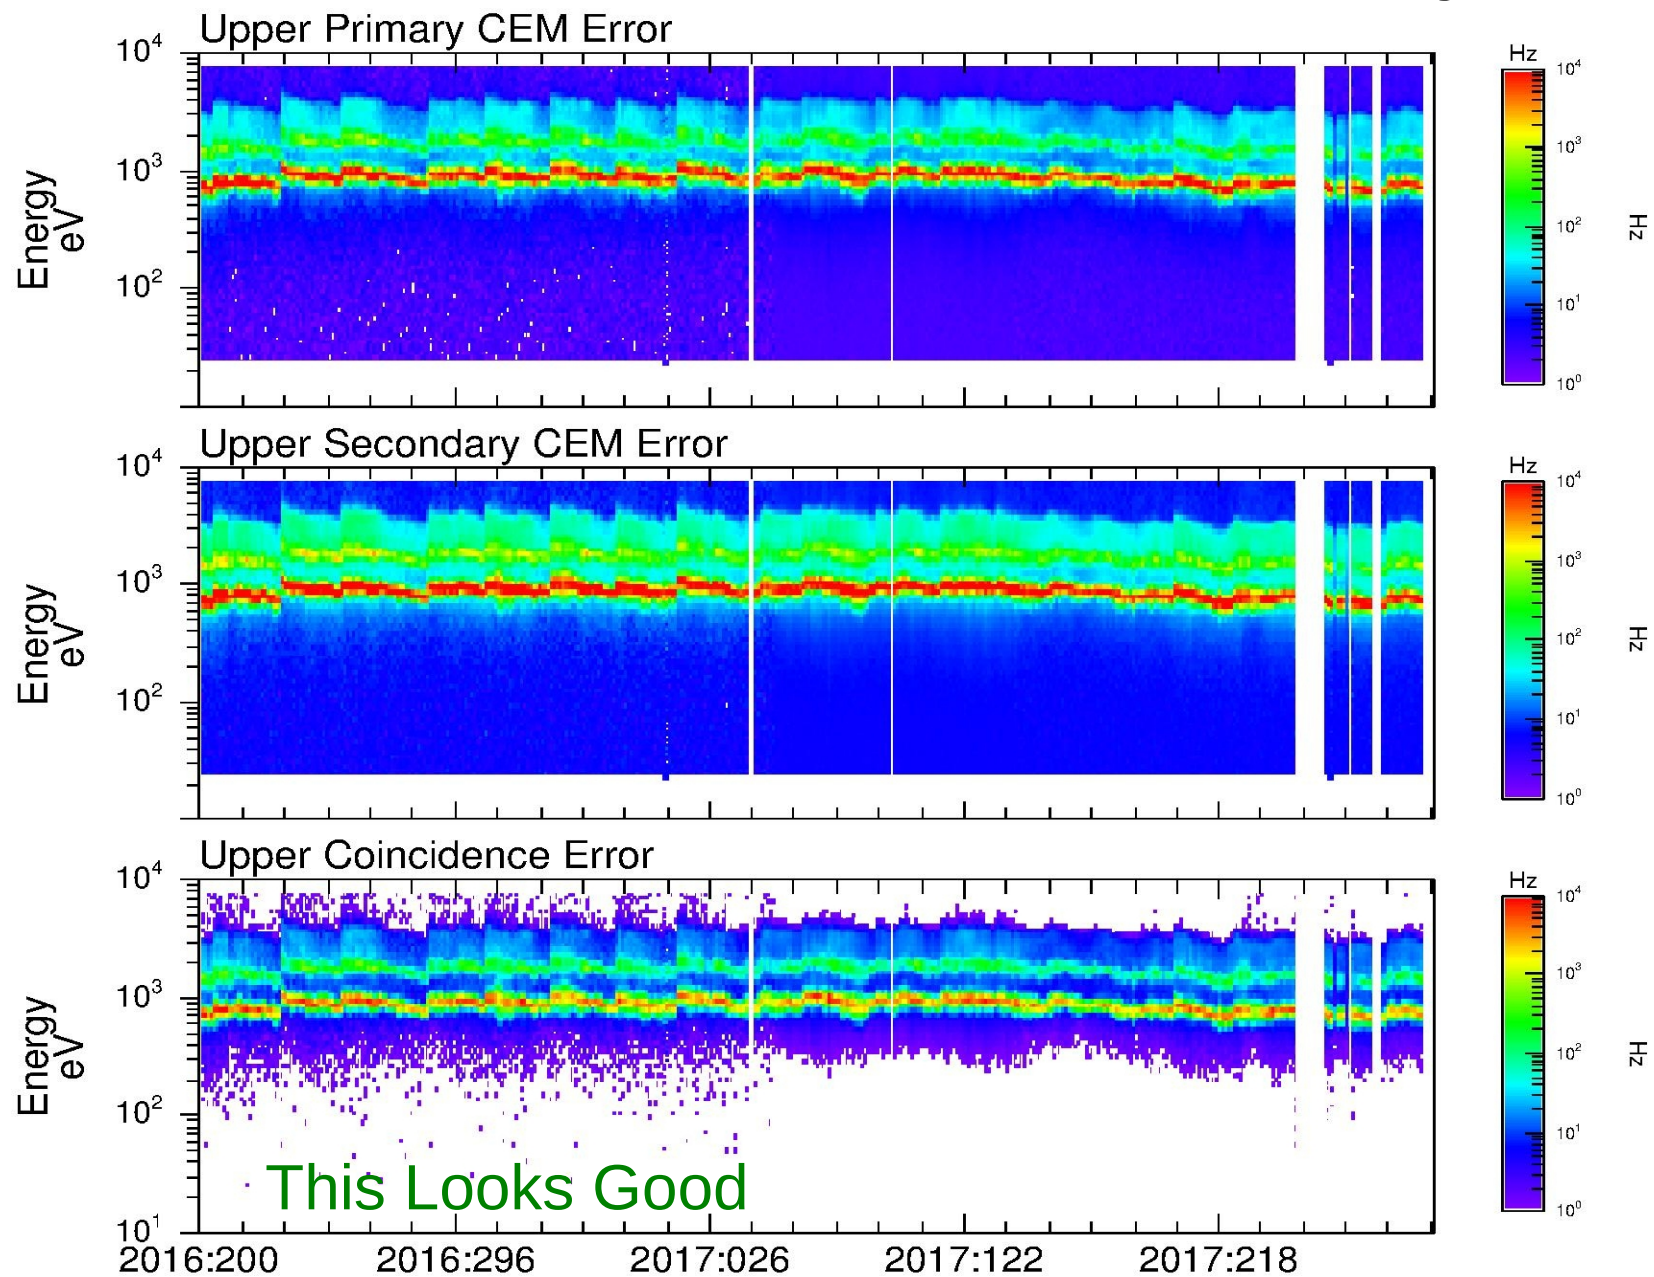 Upper Primary CEM Error
Hz
10⁴
10³
10²
Energy
eV
10⁴
10³
10²
10¹
10⁰
Hz
Upper Secondary CEM Error
Hz
10⁴
10³
10²
Energy
eV
10⁴
10³
10²
10¹
10⁰
Hz
Upper Coincidence Error
Hz
10⁴
10³
10²
10¹
Energy
eV
10⁴
10³
10²
10¹
10⁰
Hz
This Looks Good
2016:200 2016:296 2017:026 2017:122 2017:218